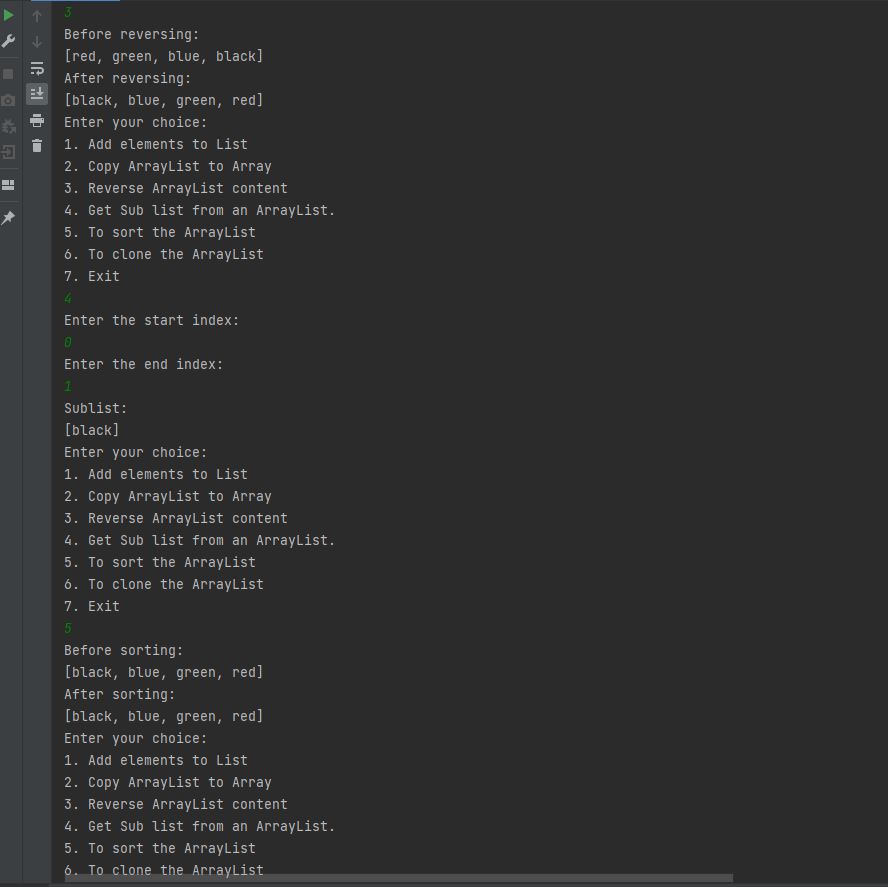 3
Before reversing:
[red, green, blue, black]
After reversing:
[black, blue, green, red]
Enter your choice:
1. Add elements to List
2. Copy ArrayList to Array
3. Reverse ArrayList content
4. Get Sub list from an ArrayList.
5. To sort the ArrayList
6. To clone the ArrayList
7. Exit
4
Enter the start index:
0
Enter the end index:
1
Sublist:
[black]
Enter your choice:
1. Add elements to List
2. Copy ArrayList to Array
3. Reverse ArrayList content
4. Get Sub list from an ArrayList.
5. To sort the ArrayList
6. To clone the ArrayList
7. Exit
5
Before sorting:
[black, blue, green, red]
After sorting:
[black, blue, green, red]
Enter your choice:
1. Add elements to List
2. Copy ArrayList to Array
3. Reverse ArrayList content
4. Get Sub list from an ArrayList.
5. To sort the ArrayList
6. To clone the ArrayList